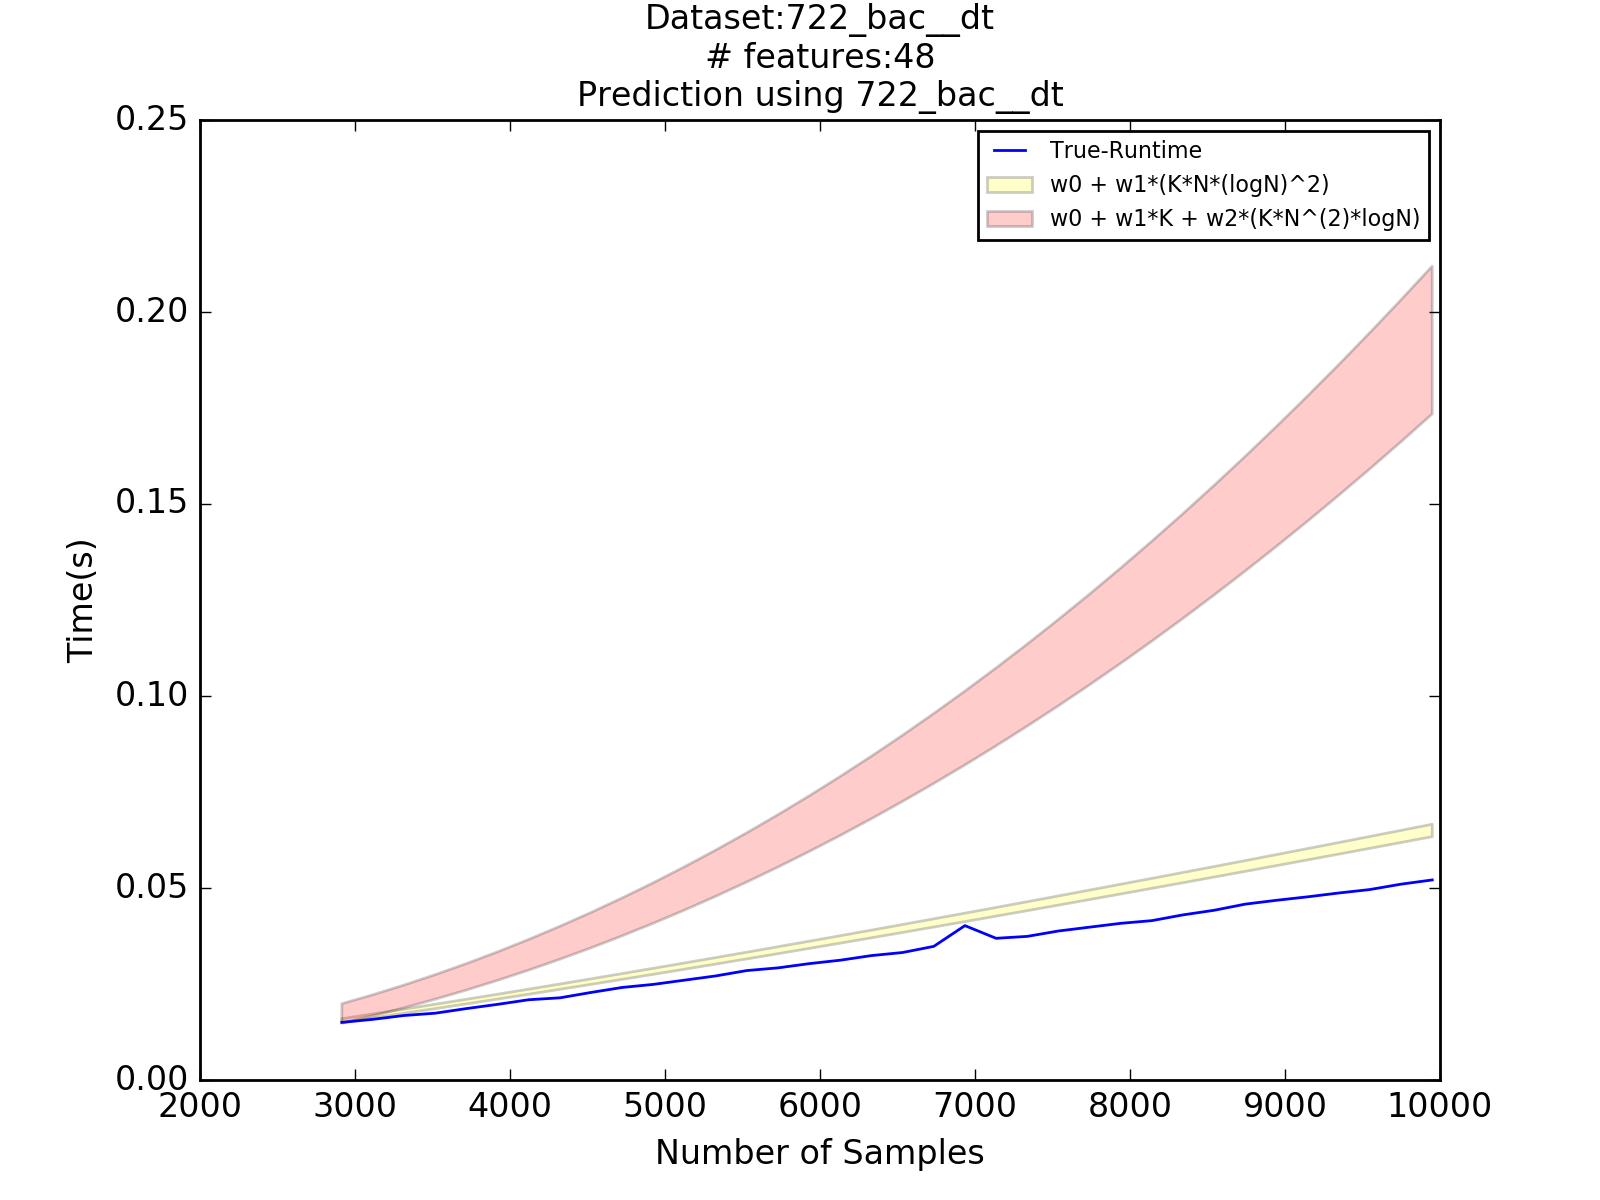 Dataset:722_bac__dt
# features:48
Prediction using 722_bac__dt
0.25
0.20
0.15
0.10
0.05
0.00
Time(s)
True-Runtime
w0 + w1*(K*N*(logN)^2)
w0 + w1*K + w2*(K*N^(2)*logN)
2000 3000 4000 5000 6000 7000 8000 9000 10000
Number of Samples